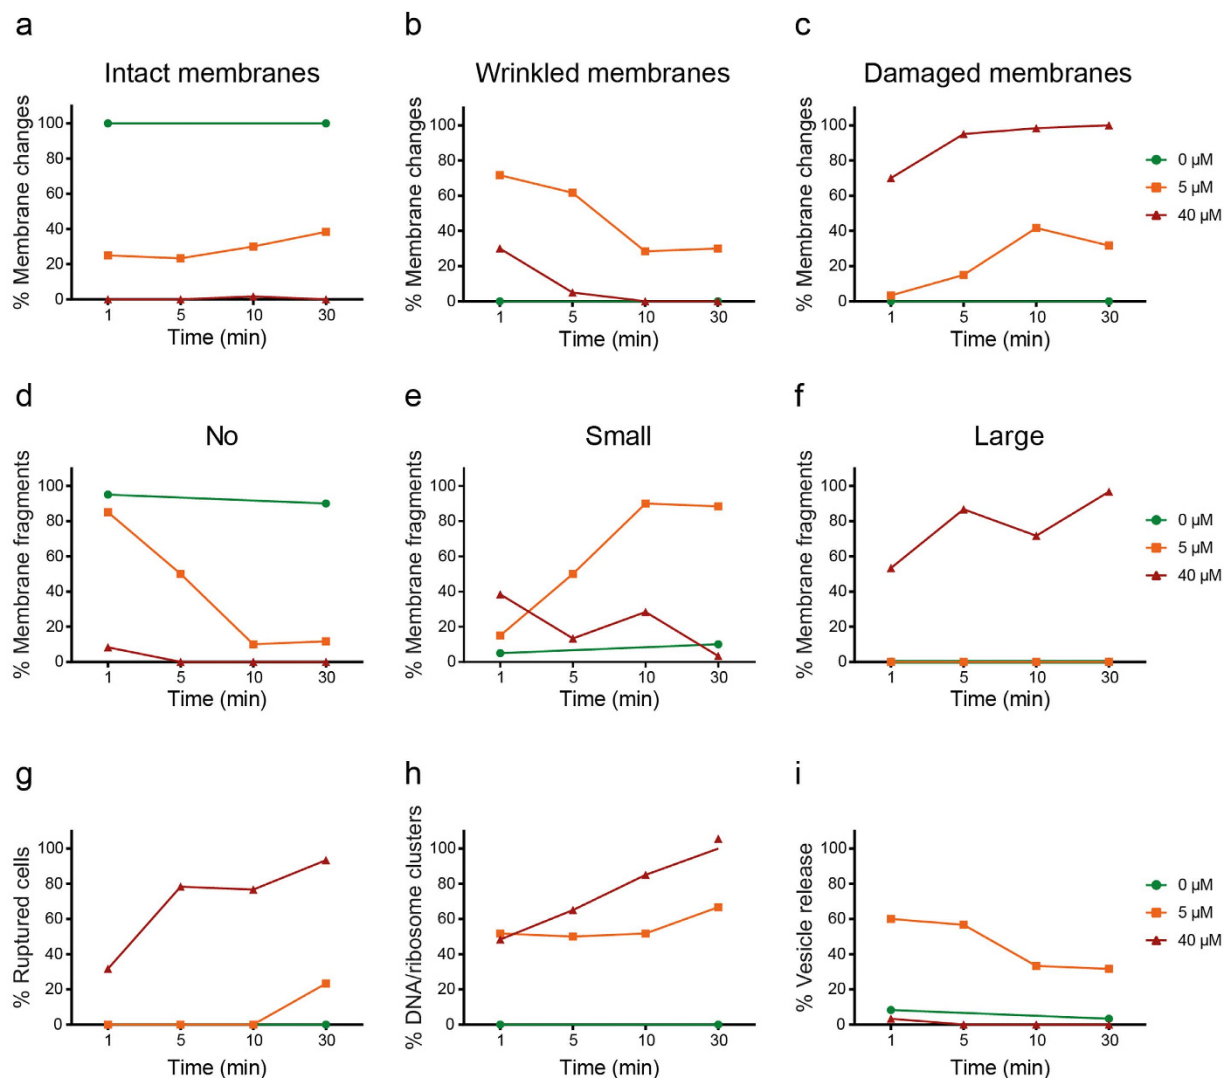 a
b
c
Intact membranes
Wrinkled membranes
Damaged membranes
% Membrane changes
100
80
60
40
20
0
1
5
10
30
Time (min)
% Membrane changes
100
80
60
40
20
0
1
5
10
30
Time (min)
% Membrane changes
100
80
60
40
20
0
1
5
10
30
Time (min)
0 µM
5 µM
40 µM
d
e
f
No
Small
Large
% Membrane fragments
100
80
60
40
20
0
1
5
10
30
Time (min)
% Membrane fragments
100
80
60
40
20
0
1
5
10
30
Time (min)
% Membrane fragments
100
80
60
40
20
0
1
5
10
30
Time (min)
0 µM
5 µM
40 µM
g
h
i
% Ruptured cells
100
80
60
40
20
0
1
5
10
30
Time (min)
% DNA/ribosome clusters
100
80
60
40
20
0
1
5
10
30
Time (min)
% Vesicle release
100
80
60
40
20
0
1
5
10
30
Time (min)
0 µM
5 µM
40 µM